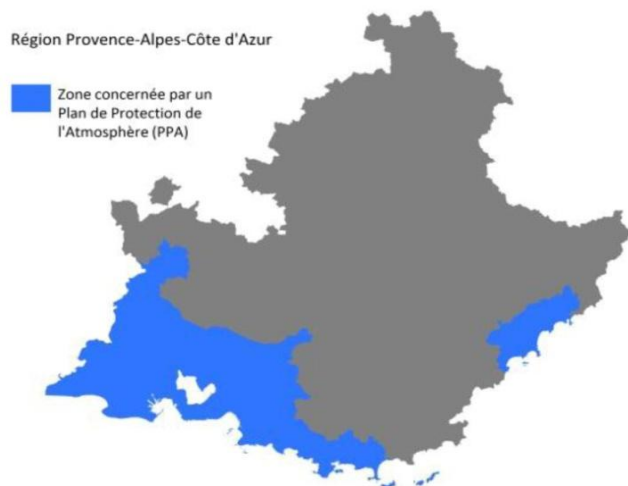 Région Provence-Alpes-Côte d'Azur
Zone concernée par un
Plan de Protection de
l'Atmosphère (PPA)